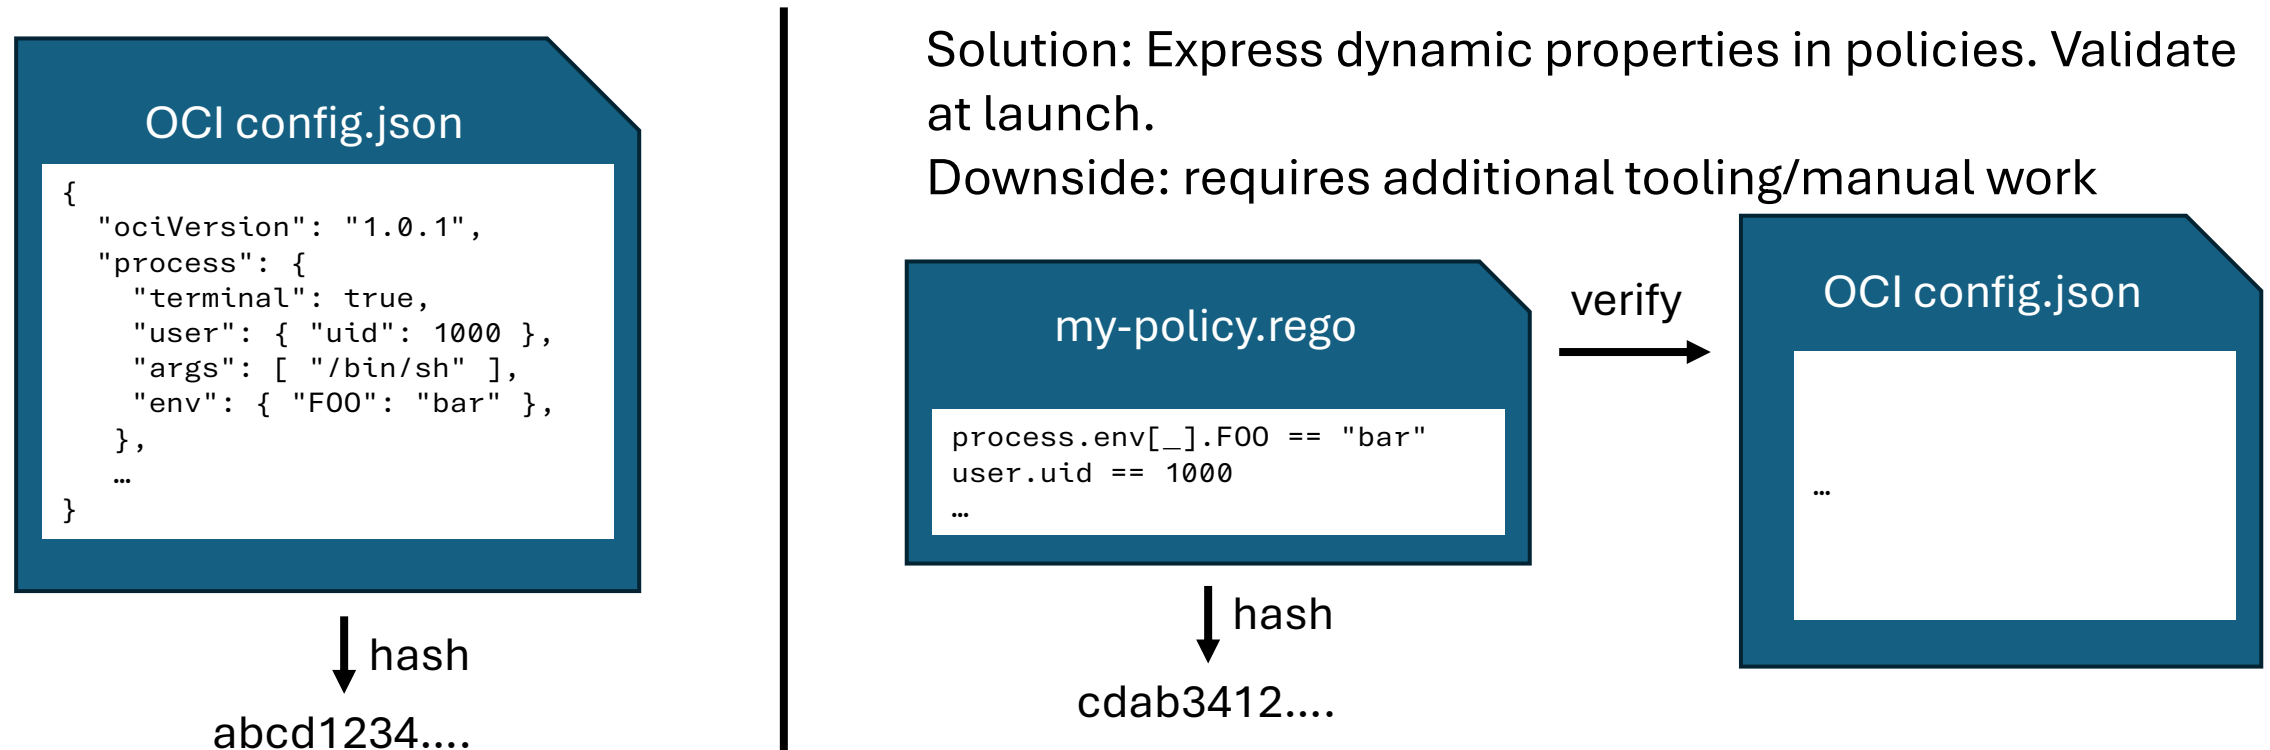 OCI config.json
{
"ociVersion": "1.0.1",
"process": {
"terminal": true,
"user": { "uid": 1000 },
"args": [ "/bin/sh" ],
"env": { "FOO": "bar" },
},
…
}
hash
abcd1234....
Solution: Express dynamic properties in policies. Validate
at launch.
Downside: requires additional tooling/manual work
my-policy.rego
process.env[_].FOO == "bar"
user.uid == 1000
…
hash
cdab3412....
verify
OCI config.json
…